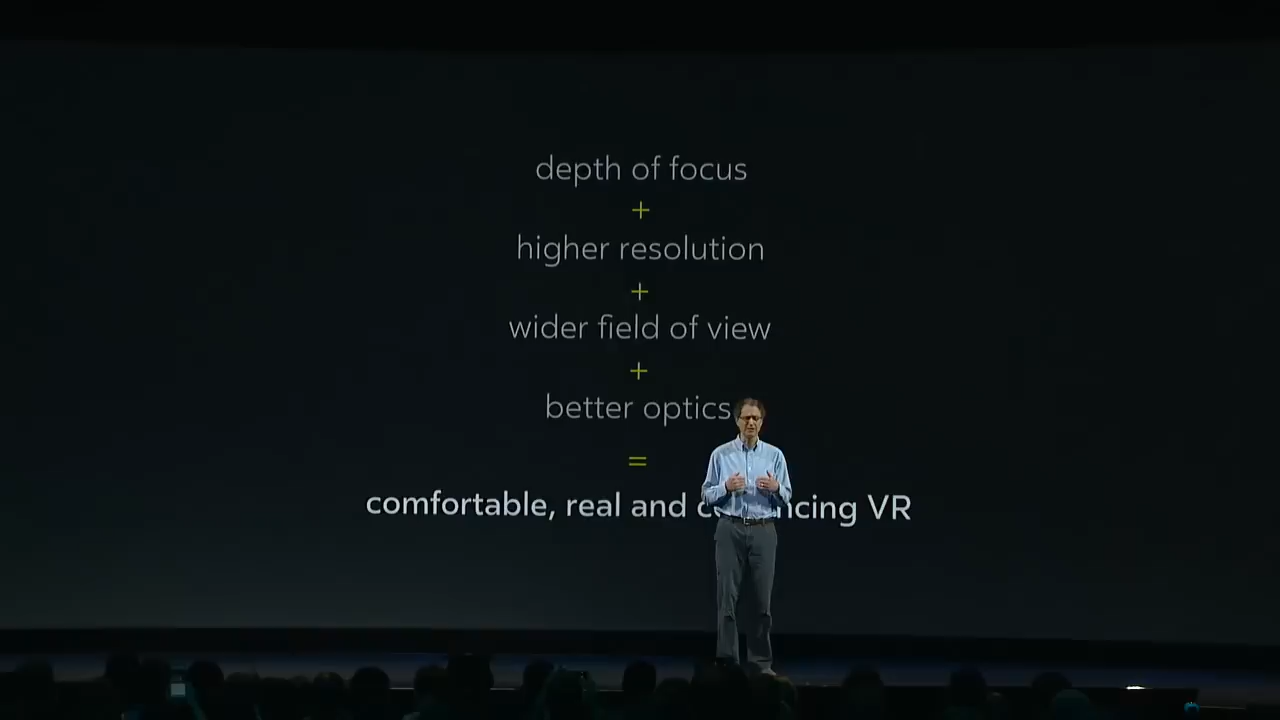 depth of focus
+
higher resolution
+
wider field of view
+
better optics
=
comfortable, real and VR